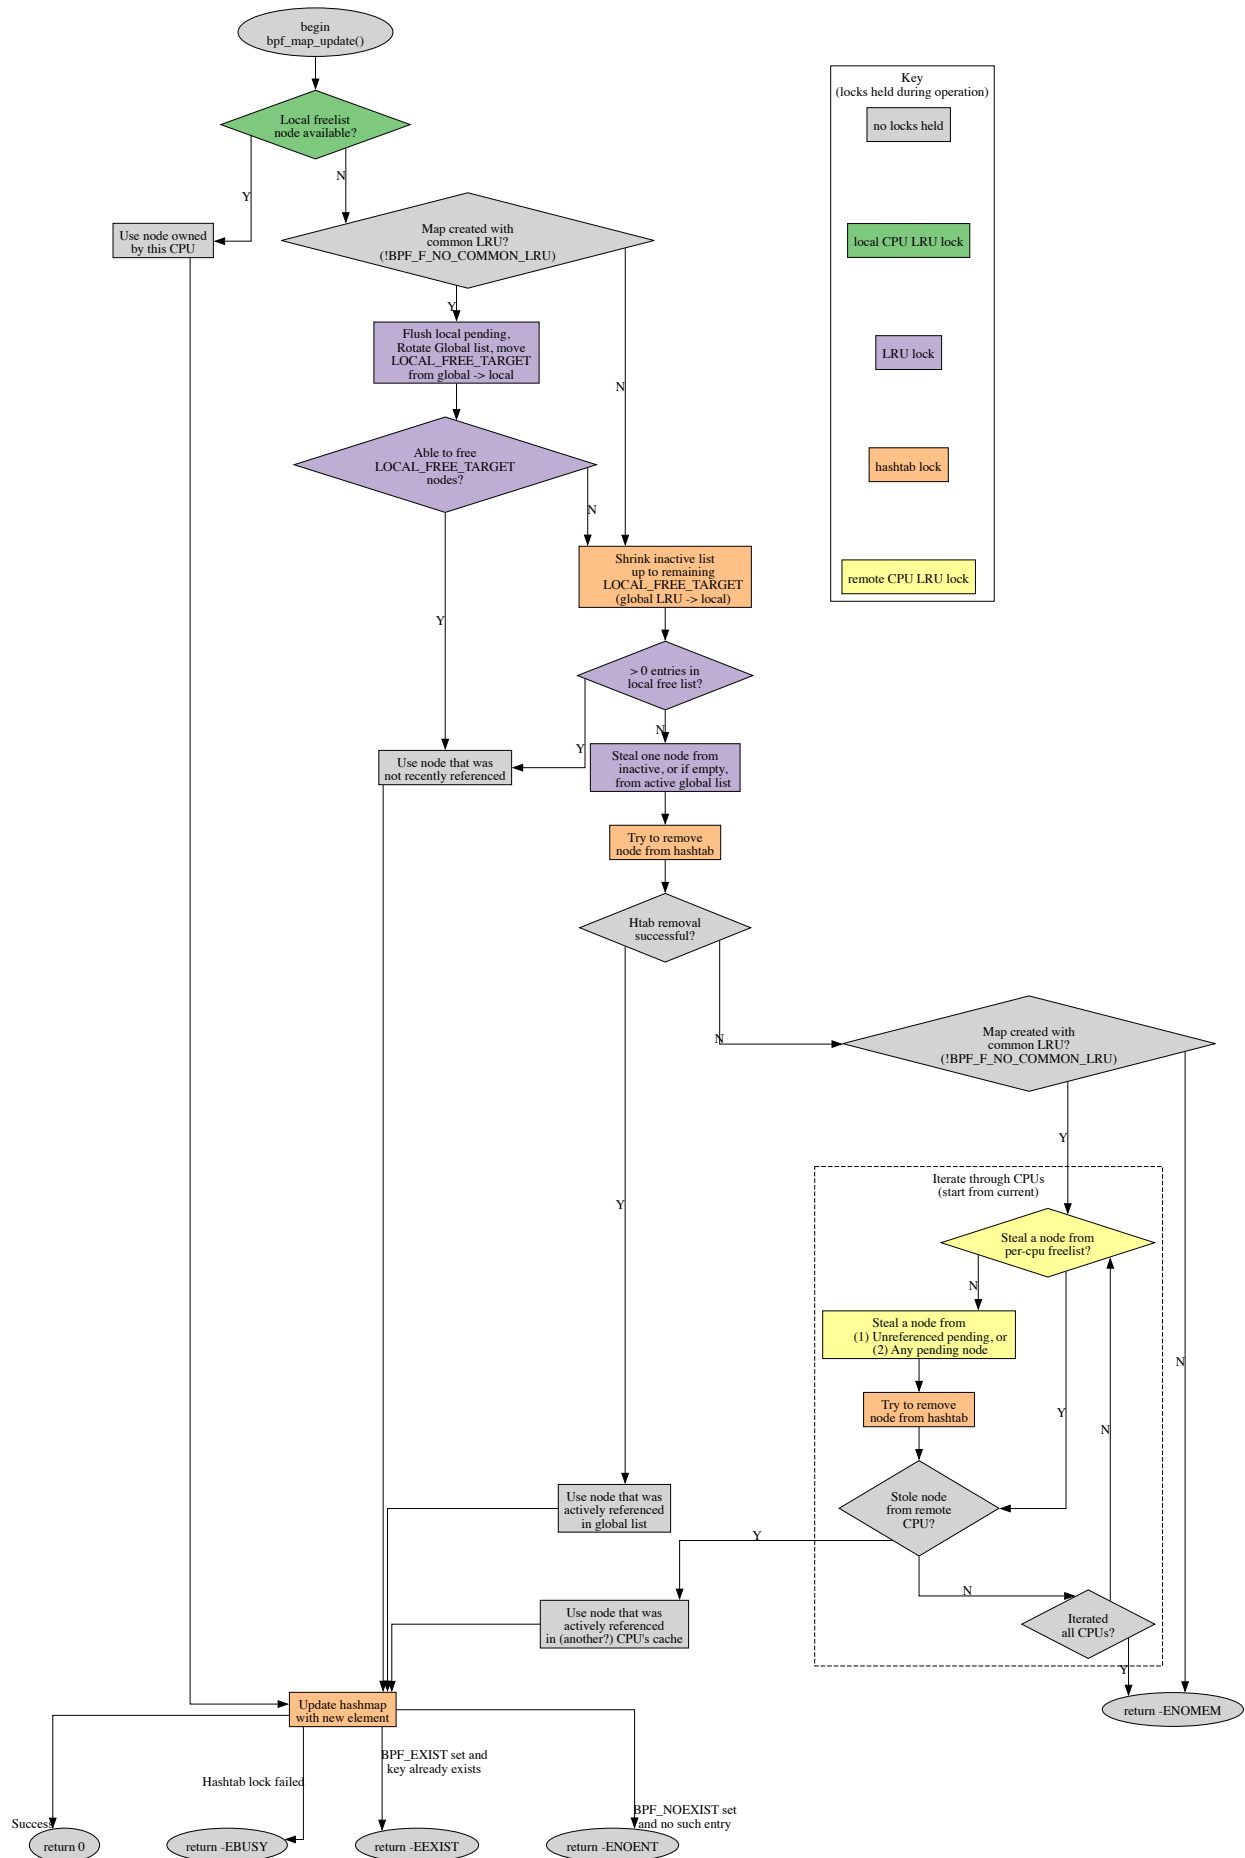 begin
bpf_map_update()
Key
(locks held during operation)
no locks held
local CPU LRU lock
LRU lock
hashtab lock
remote CPU LRU lock
Local freelist
node available?
Y
N
Use node owned
by this CPU
Map created with
common LRU?
(!BPF_F_NO_COMMON_LRU)
Y
N
Flush local pending,
Rotate Global list, move
LOCAL_FREE_TARGET
from global -> local
Able to free
LOCAL_FREE_TARGET
nodes?
N
Y
Shrink inactive list
up to remaining
LOCAL_FREE_TARGET
(global LRU -> local)
> 0 entries in
local free list?
N
Y
Use node that was
not recently referenced
Steal one node from
inactive, or if empty,
from active global list
Try to remove
node from hashtab
Htab removal
successful?
N
Y
Map created with
common LRU?
(!BPF_F_NO_COMMON_LRU)
Y
N
Iterate through CPUs
(start from current)
Steal a node from
per-cpu freelist?
N
Y
Steal a node from
(1) Unreferenced pending, or
(2) Any pending node
Try to remove
node from hashtab
N
Stole node
from remote
CPU?
Y
N
Use node that was
actively referenced
in global list
Use node that was
actively referenced
in (another?) CPU's cache
Iterated
all CPUs?
Y
return -ENOMEM
Update hashmap
with new element
Success
Hashtab lock failed
BPF_EXIST set and
key already exists
BPF_NOEXIST set
and no such entry
return 0
return -EBUSY
return -EEXIST
return -ENOENT